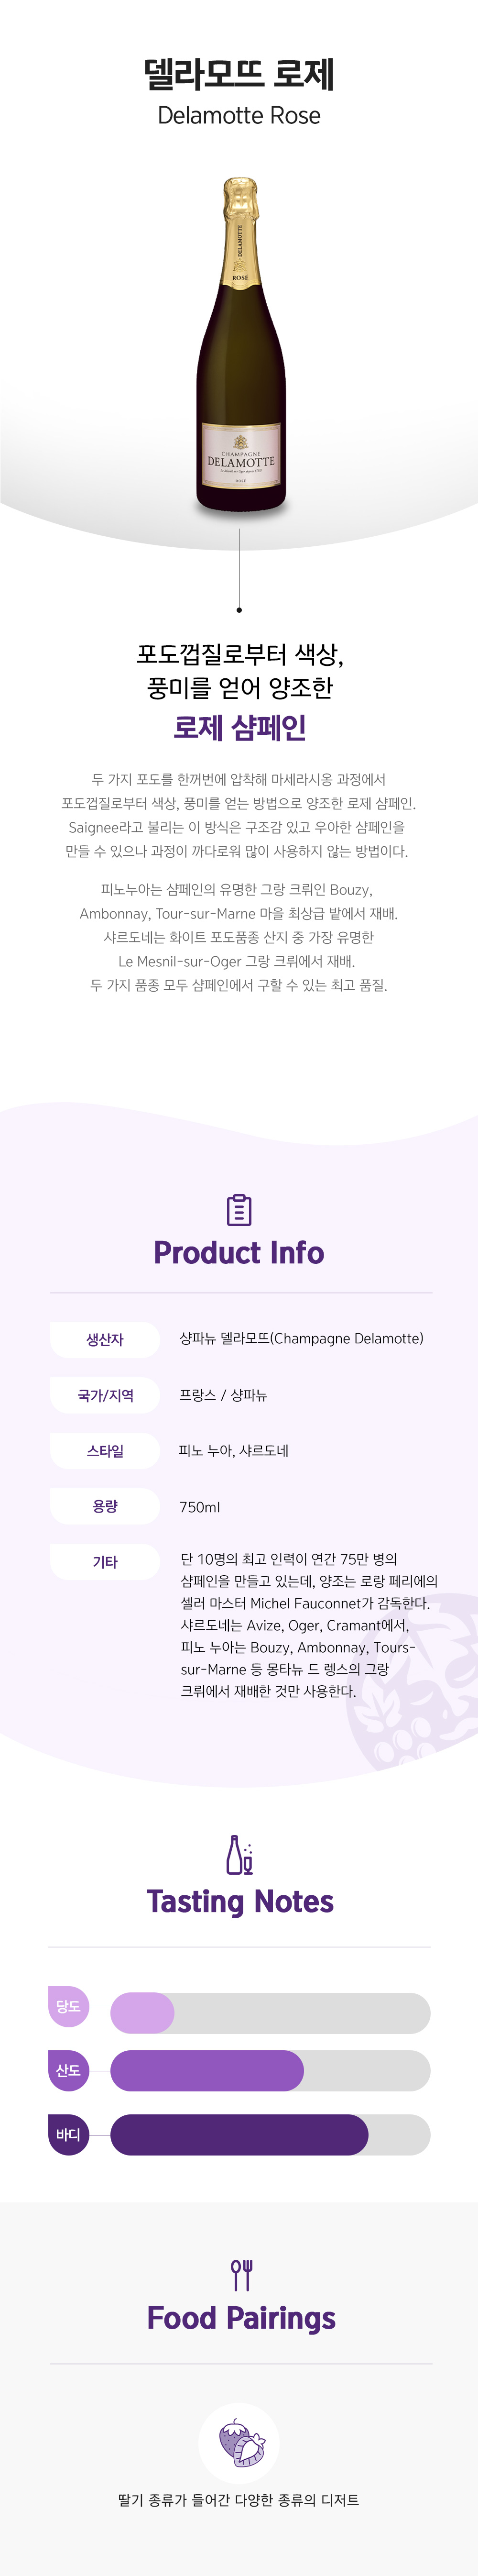 델라모뜨 로제
Delamotte Rose
DELAMOTTE
ROSÉ
CHAMPAGNE
DELAMOTTE
ROSÉ
포도껍질로부터 색상,
풍미를 얻어 양조한
로제 샴페인
두 가지 포도를 한꺼번에 압착해 마세라시옹 과정에서
포도껍질로부터 색상, 풍미를 얻는 방법으로 양조한 로제 샴페인.
Saignee라고 불리는 이 방식은 구조감 있고 우아한 샴페인을
만들 수 있으나 과정이 까다로워 많이 사용하지 않는 방법이다.
피노누아는 샴페인의 유명한 그랑 크뤼인 Bouzy,
Ambonnay, Tour-sur-Marne 마을 최상급 밭에서 재배.
샤르도네는 화이트 포도품종 산지 중 가장 유명한
Le Mesnil-sur-Oger 그랑 크뤼에서 재배.
두 가지 품종 모두 샴페인에서 구할 수 있는 최고 품질.
Product Info
생산자 샹파뉴 델라모뜨(Champagne Delamotte)
국가/지역 프랑스 / 샹파뉴
스타일 피노 누아, 샤르도네
용량 750ml
기타 단 10명의 최고 인력이 연간 75만 병의
샴페인을 만들고 있는데, 양조는 로랑 페리에의
셀러 마스터 Michel Fauconnet가 감독한다.
샤르도네는 Avize, Oger, Cramant에서,
피노 누아는 Bouzy, Ambonnay, Tours-
sur-Marne 등 몽타뉴 드 렝스의 그랑
크뤼에서 재배한 것만 사용한다.
Tasting Notes
당도
산도
바디
Food Pairings
딸기 종류가 들어간 다양한 종류의 디저트